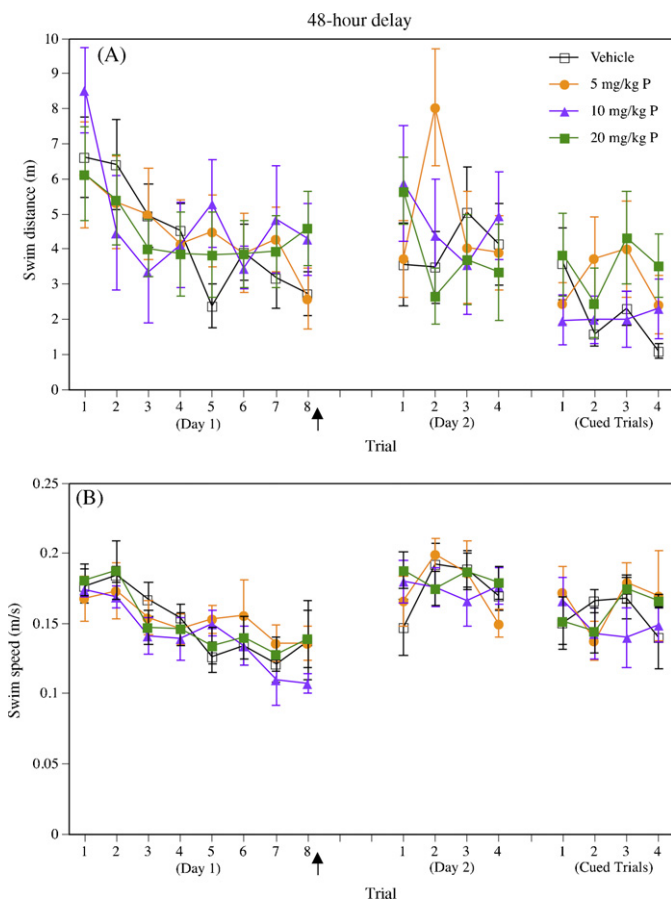 48-hour delay
(A)
Vehicle
5 mg/kg P
10 mg/kg P
20 mg/kg P
Swim distance (m)
10
9
8
7
6
5
4
3
2
1
0
1 2 3 4 5 6 7 8 1 2 3 4 1 2 3 4
(Day 1) (Day 2) (Cued Trials)
Trial
(B)
Swim speed (m/s)
0.25
0.2
0.15
0.1
0.05
0
1 2 3 4 5 6 7 8 1 2 3 4 1 2 3 4
(Day 1) (Day 2) (Cued Trials)
Trial